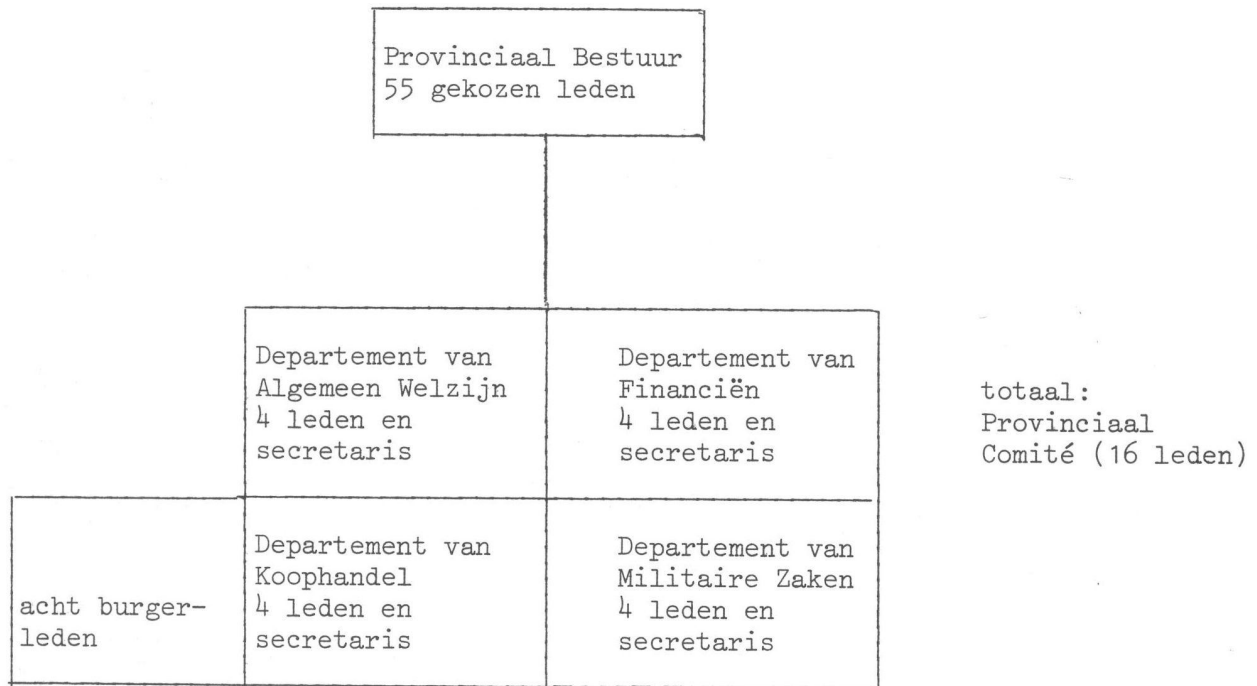 Provinciaal Bestuur
55 gekozen leden
Departement van
Algemeen Welzijn
4 leden en
secretaris
Departement van
Financiën
4 leden en
secretaris
totaal:
Provinciaal
Comité (16 leden)
acht burger-
leden
Departement van
Koophandel
4 leden en
secretaris
Departement van
Militaire Zaken
4 leden en
secretaris